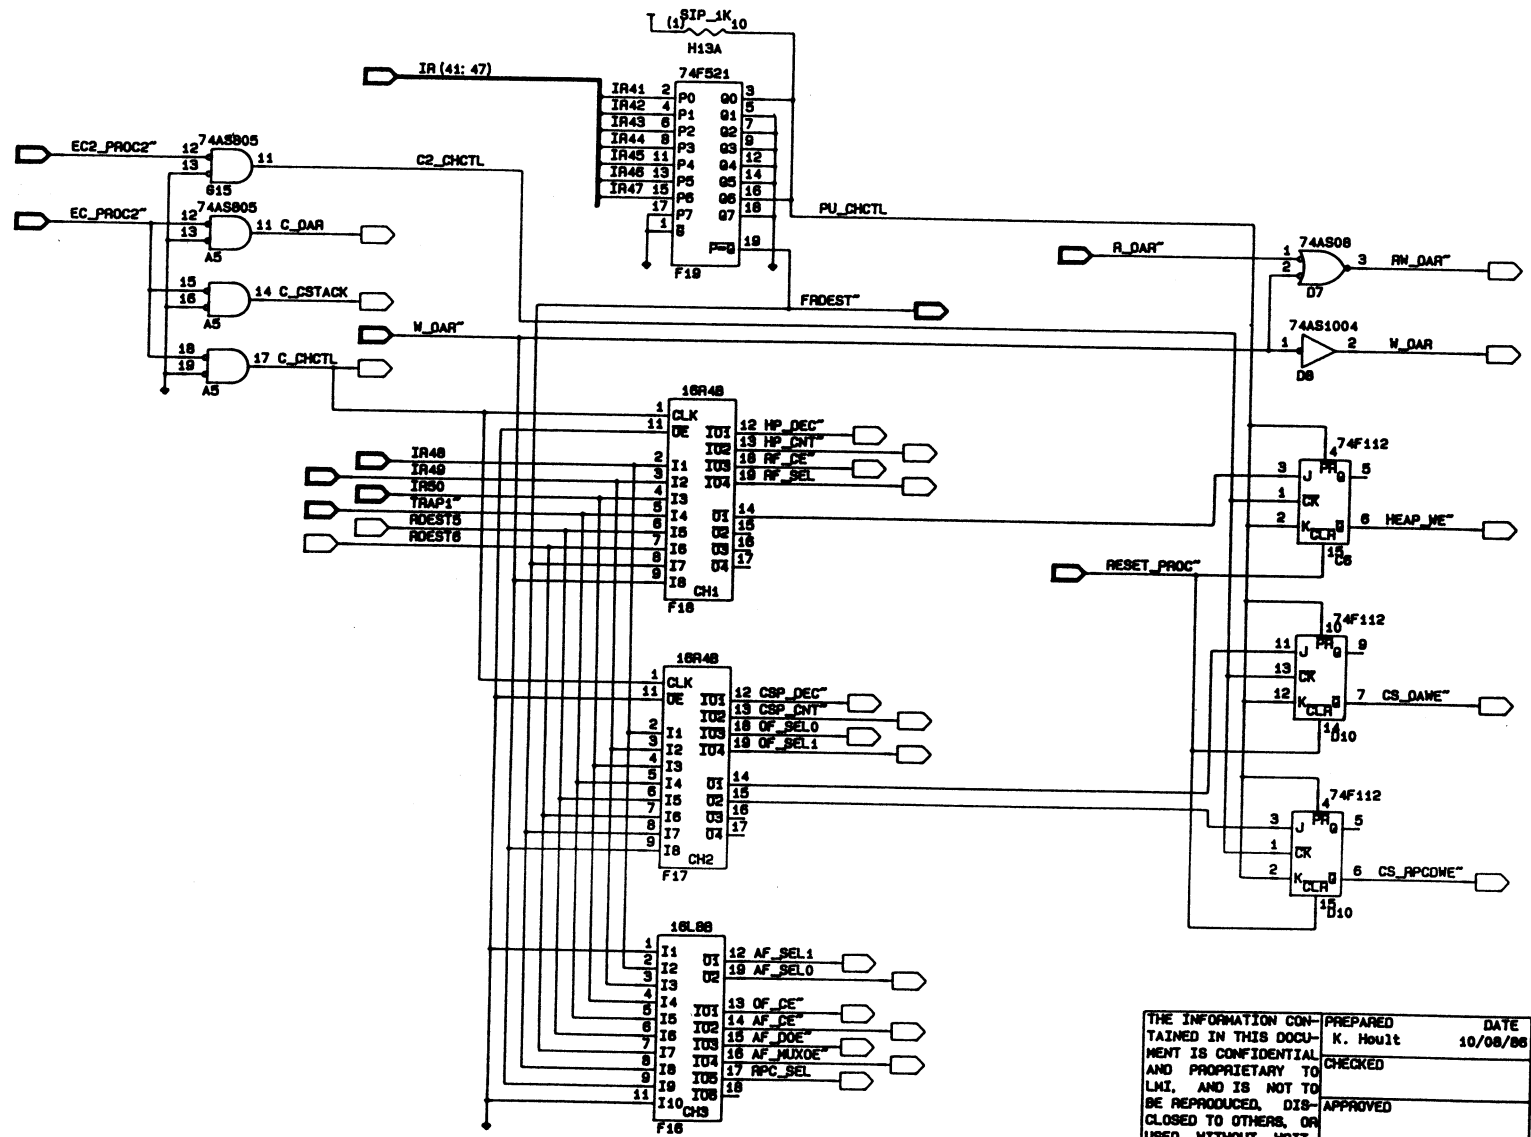 SIP_1K
(1) 10
H13A
IR(41:47)
74F521
IR41 2 P0 Q0 3
IR42 4 P1 Q1 5
IR43 6 P2 Q2 7
IR44 8 P3 Q3 9
IR45 11 P4 Q4 12
IR46 13 P5 Q5 14
IR47 15 P6 Q6 16
17 P7 Q7 18
1 G
P=Q 19
F19
EC2_PROC2~ 12 74AS805
13 11 C2_CHCTL
G15
EC_PROC2~ 12 74AS805
13 11 C_OAR
A5
15
16 14 C_CSTACK
A5
18
19 17 C_CHCTL
A5
PU_CHCTL
FRDEST~
W_OAR~
R_OAR~ 1 74AS08
2 3 RW_OAR~
D7
74AS1004
1 2 W_OAR
D8
16R4B
1 CLK
11 OE IO1 12 HP_DEC~
IO2 13 HP_CNT~
IR48 2 I1 IO3 18 RF_CE~
IR49 3 I2 IO4 19 RF_SEL
IR50 4 I3
TRAP1~ 5 I4 O1 14
RDEST5 6 I5 O2 15
RDEST6 7 I6 O3 16
8 I7 O4 17
9 I8
CH1
F18
74F112
4 PR
3 J Q 5
1 CK
2 K Q 6 HEAP_WE~
CLR
15
C6
RESET_PROC~
16R4B
1 CLK
11 OE IO1 12 CSP_DEC~
IO2 13 CSP_CNT~
2 I1 IO3 18 OF_SEL0
3 I2 IO4 19 OF_SEL1
4 I3
5 I4 O1 14
6 I5 O2 15
7 I6 O3 16
8 I7 O4 17
9 I8
CH2
F17
74F112
10 PR
11 J Q 9
13 CK
12 K Q 7 CS_OAWE~
CLR
14
D10
74F112
4 PR
3 J Q 5
1 CK
2 K Q 6 CS_RPCDWE~
CLR
15
D10
16L8B
1 I1 O1 12 AF_SEL1
2 I2 O2 19 AF_SEL0
3 I3
4 I4 IO1 13 OF_CE~
5 I5 IO2 14 AF_CE~
6 I6 IO3 15 AF_DOE~
7 I7 IO4 16 AF_MUXOE~
8 I8 IO5 17 RPC_SEL
9 I9 IO6 18
11 I10
CH3
F16
THE INFORMATION CON-
TAINED IN THIS DOCU-
MENT IS CONFIDENTIAL
AND PROPRIETARY TO
LMI, AND IS NOT TO
BE REPRODUCED, DIS-
CLOSED TO OTHERS, OR
PREPARED DATE
K. Hoult 10/08/86
CHECKED
APPROVED